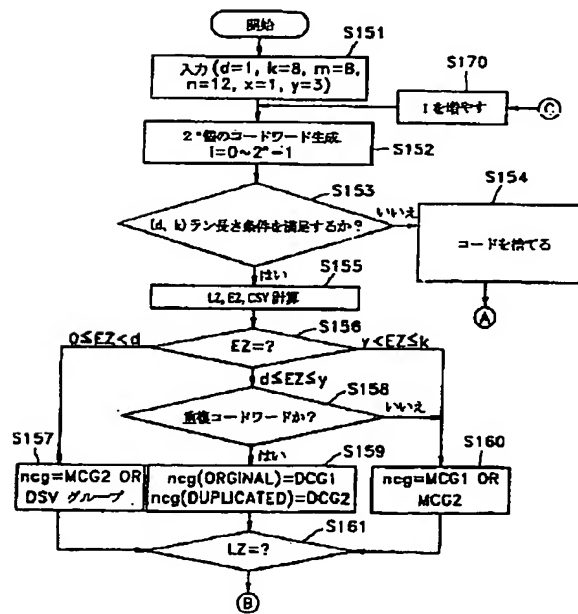 開始
S151
入力(d=1, k=8, m=8,
n=12, x=1, y=3)
S170
Iを増やす
C
2ⁿ個のコードワード生成
I=0~2ⁿ-1
S152
S153
(d、k)ラン長さ条件を満足するか?
いいえ
S154
コードを捨てる
A
はい
S155
LZ, EZ, CSV 計算
S156
EZ=?
0≤EZ<d
y<EZ≤k
d≤EZ≤y
S158
重複コードワードか?
いいえ
はい
S157
ncg=MCG2 OR
DSV グループ
S159
ncg(ORGINAL)=DCG1
ncg(DUPLICATED)=DCG2
S160
ncg=MCG1 OR
MCG2
S161
LZ=?
B